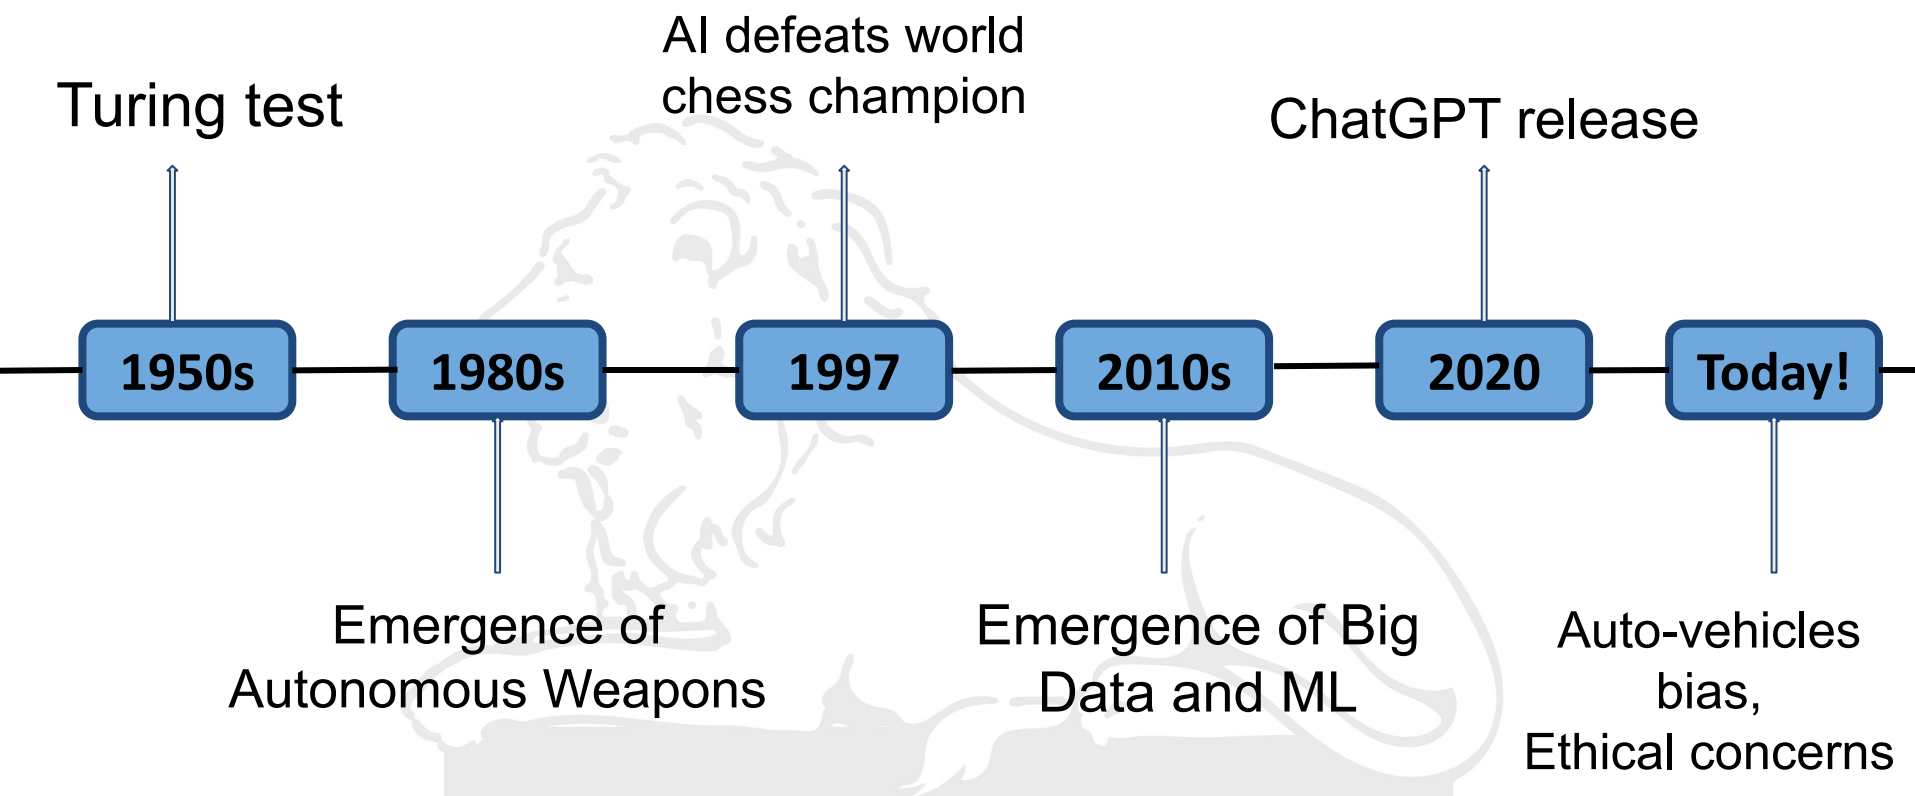 AI defeats world
chess champion
Turing test
ChatGPT release
1950s
1980s
1997
2010s
2020
Today!
Emergence of
Autonomous Weapons
Emergence of Big
Data and ML
Auto-vehicles
bias,
Ethical concerns